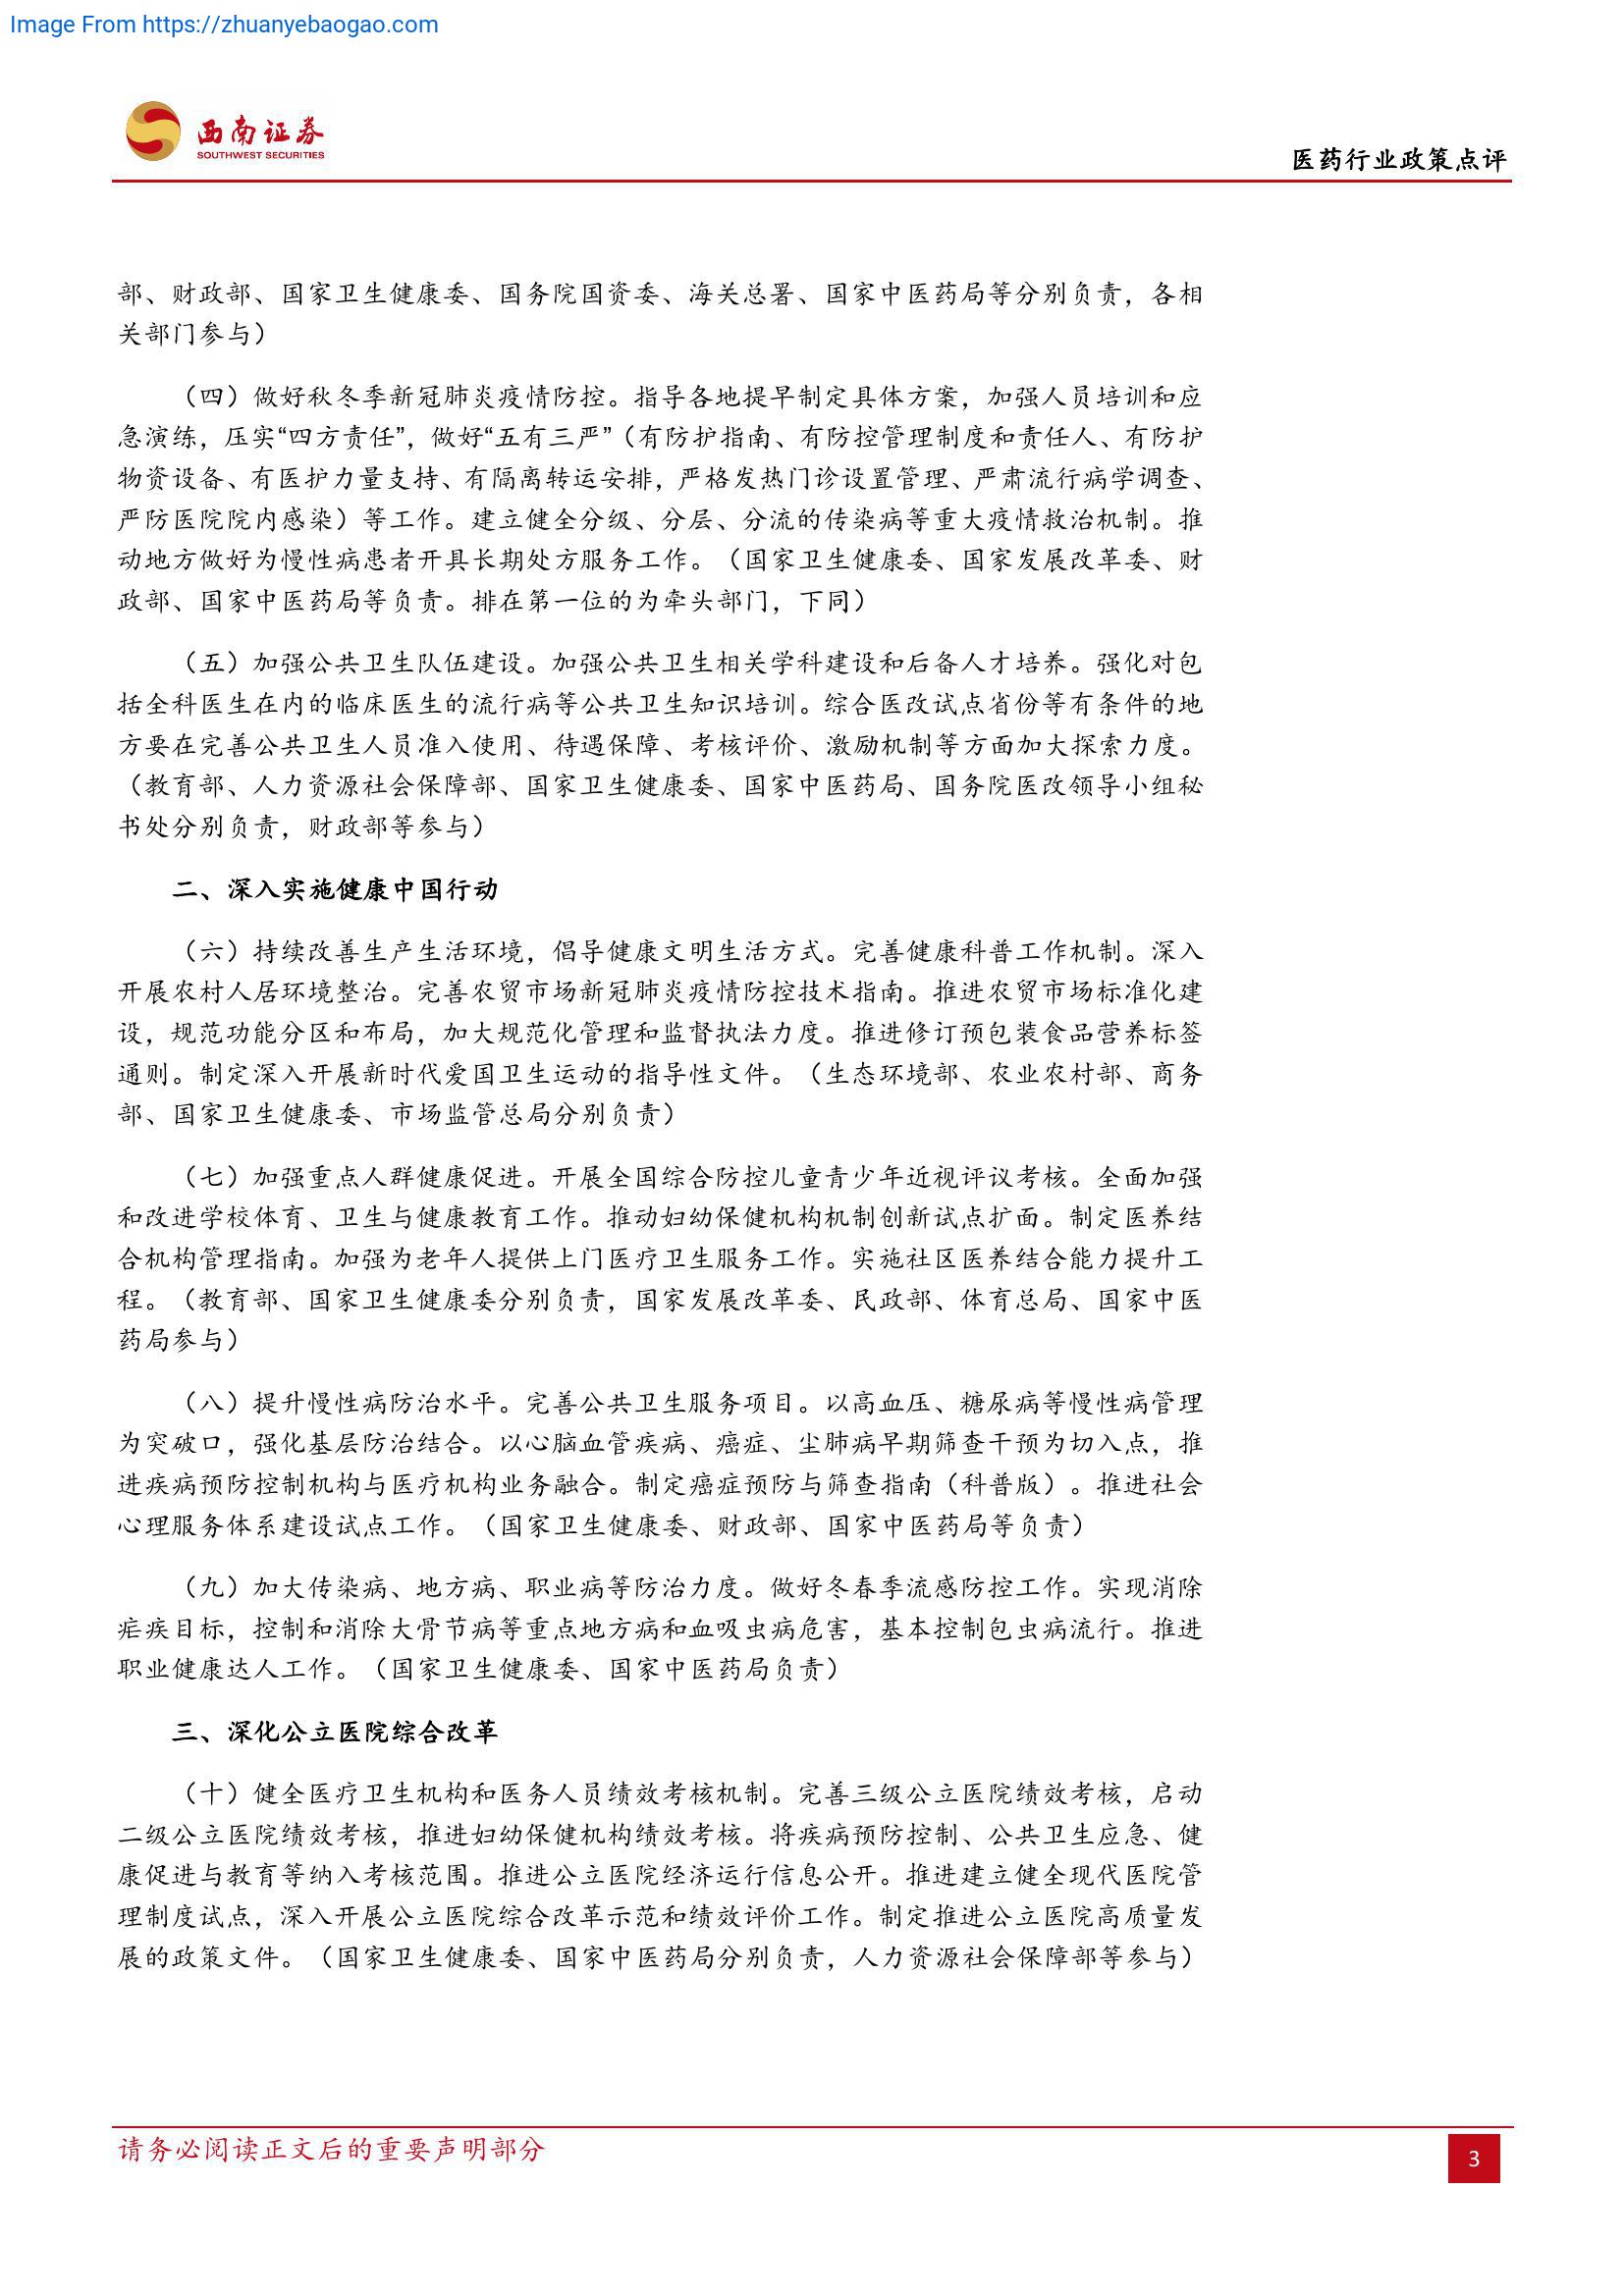 Image From https://zhuanyebaogao.com
西南证券
SOUTHWEST SECURITIES
医药行业政策点评
部、财政部、国家卫生健康委、国务院国资委、海关总署、国家中医药局等分别负责，各相
关部门参与）
（四）做好秋冬季新冠肺炎疫情防控。指导各地提早制定具体方案，加强人员培训和应
急演练，压实“四方责任”，做好“五有三严”（有防护指南、有防控管理制度和责任人、有防护
物资设备、有医护力量支持、有隔离转运安排，严格发热门诊设置管理、严肃流行病学调查、
严防医院院内感染）等工作。建立健全分级、分层、分流的传染病等重大疫情救治机制。推
动地方做好为慢性病患者开具长期处方服务工作。（国家卫生健康委、国家发展改革委、财
政部、国家中医药局等负责。排在第一位的为牵头部门，下同）
（五）加强公共卫生队伍建设。加强公共卫生相关学科建设和后备人才培养。强化对包
括全科医生在内的临床医生的流行病等公共卫生知识培训。综合医改试点省份等有条件的地
方要在完善公共卫生人员准入使用、待遇保障、考核评价、激励机制等方面加大探索力度。
（教育部、人力资源社会保障部、国家卫生健康委、国家中医药局、国务院医改领导小组秘
书处分别负责，财政部等参与）
二、深入实施健康中国行动
（六）持续改善生产生活环境，倡导健康文明生活方式。完善健康科普工作机制。深入
开展农村人居环境整治。完善农贸市场新冠肺炎疫情防控技术指南。推进农贸市场标准化建
设，规范功能分区和布局，加大规范化管理和监督执法力度。推进修订预包装食品营养标签
通则。制定深入开展新时代爱国卫生运动的指导性文件。（生态环境部、农业农村部、商务
部、国家卫生健康委、市场监管总局分别负责）
（七）加强重点人群健康促进。开展全国综合防控儿童青少年近视评议考核。全面加强
和改进学校体育、卫生与健康教育工作。推动妇幼保健机构机制创新试点扩面。制定医养结
合机构管理指南。加强为老年人提供上门医疗卫生服务工作。实施社区医养结合能力提升工
程。（教育部、国家卫生健康委分别负责，国家发展改革委、民政部、体育总局、国家中医
药局参与）
（八）提升慢性病防治水平。完善公共卫生服务项目。以高血压、糖尿病等慢性病管理
为突破口，强化基层防治结合。以心脑血管疾病、癌症、尘肺病早期筛查干预为切入点，推
进疾病预防控制机构与医疗机构业务融合。制定癌症预防与筛查指南（科普版）。推进社会
心理服务体系建设试点工作。（国家卫生健康委、财政部、国家中医药局等负责）
（九）加大传染病、地方病、职业病等防治力度。做好冬春季流感防控工作。实现消除
疟疾目标，控制和消除大骨节病等重点地方病和血吸虫病危害，基本控制包虫病流行。推进
职业健康达人工作。（国家卫生健康委、国家中医药局负责）
三、深化公立医院综合改革
（十）健全医疗卫生机构和医务人员绩效考核机制。完善三级公立医院绩效考核，启动
二级公立医院绩效考核，推进妇幼保健机构绩效考核。将疾病预防控制、公共卫生应急、健
康促进与教育等纳入考核范围。推进公立医院经济运行信息公开。推进建立健全现代医院管
理制度试点，深入开展公立医院综合改革示范和绩效评价工作。制定推进公立医院高质量发
展的政策文件。（国家卫生健康委、国家中医药局分别负责，人力资源社会保障部等参与）
请务必阅读正文后的重要声明部分
3